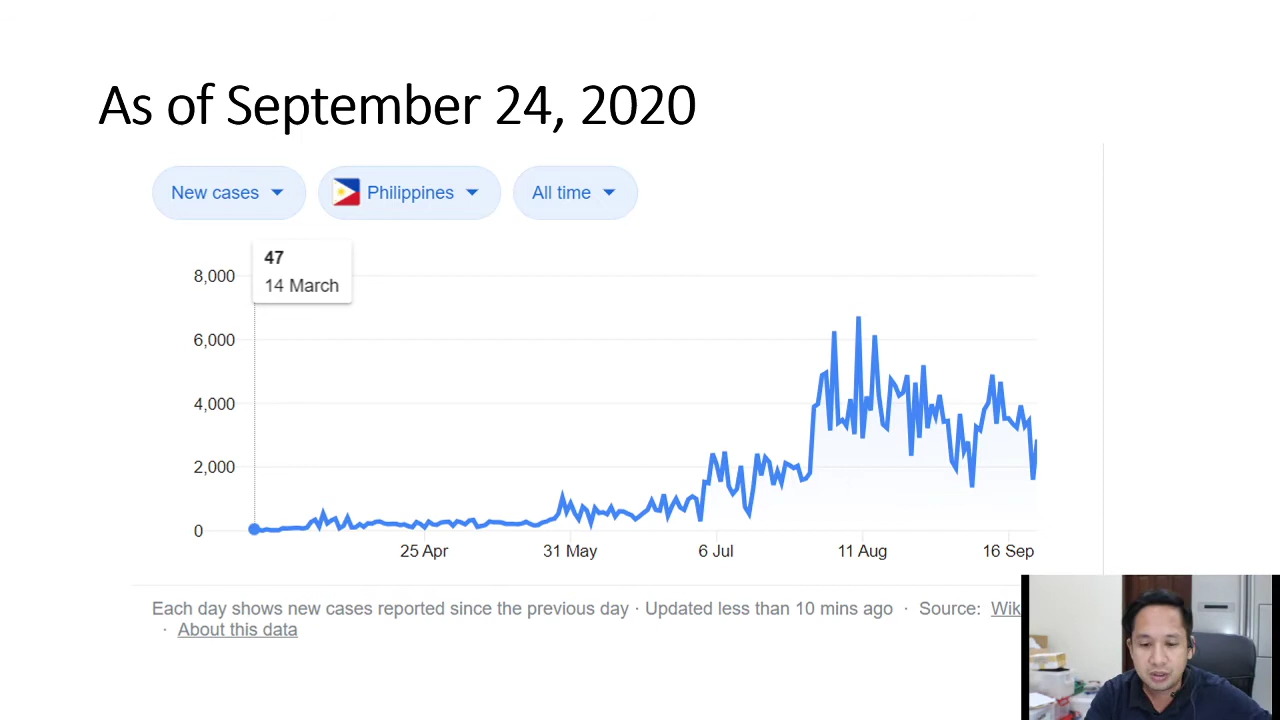 As of September 24, 2020
New cases Philippines All time
47
14 March
8,000
6,000
4,000
2,000
0
25 Apr 31 May 6 Jul 11 Aug 16 Sep
Each day shows new cases reported since the previous day · Updated less than 10 mins ago · Source: Wik
· About this data